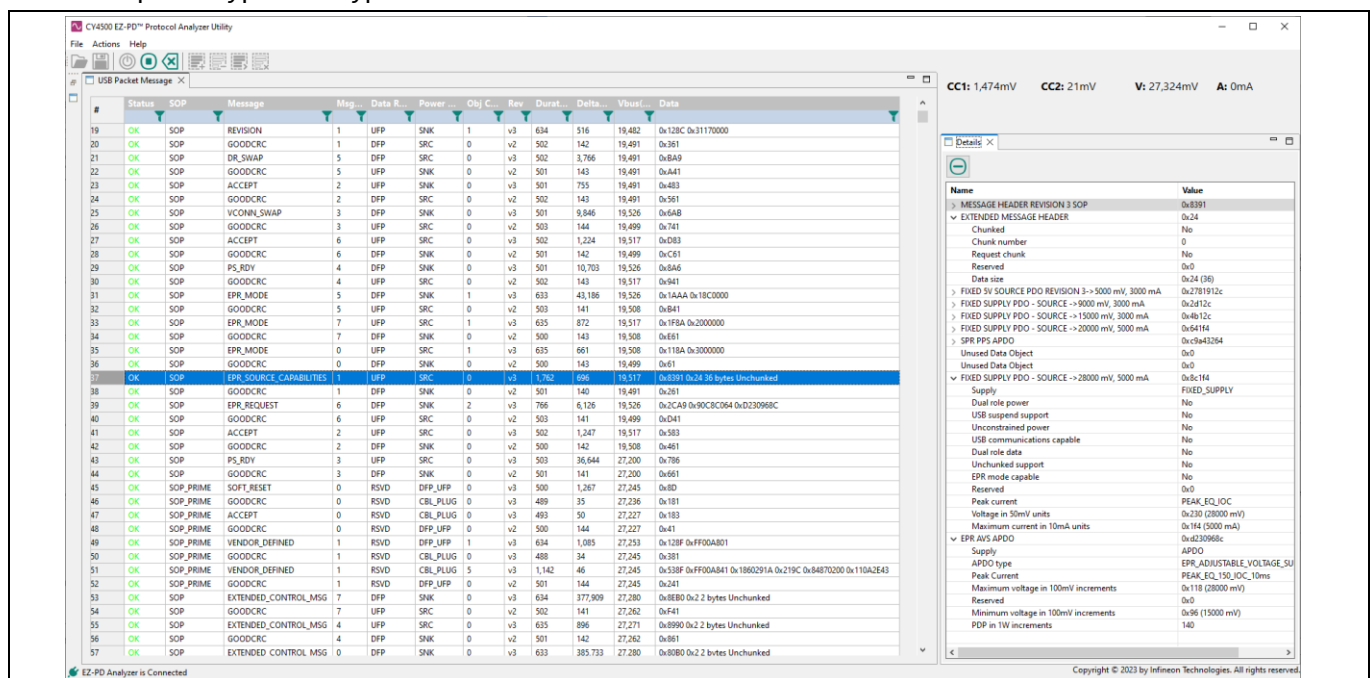 CY4500 EZ-PD™ Protocol Analyzer Utility
File Actions Help
USB Packet Message
CC1: 1,474mV CC2: 21mV V: 27,324mV A: 0mA
# Status SOP Message Msg... Data R... Power ... Obj C... Rev Durat... Delta... Vbus(... Data
19 OK SOP REVISION 1 UFP SNK 1 v3 634 516 19,482 0x128C 0x31170000
20 OK SOP GOODCRC 1 DFP SRC 0 v2 502 142 19,491 0x361
21 OK SOP DR_SWAP 5 DFP SRC 0 v3 502 3,766 19,491 0xBA9
22 OK SOP GOODCRC 5 UFP SNK 0 v2 501 143 19,491 0xA41
23 OK SOP ACCEPT 2 UFP SNK 0 v3 501 755 19,491 0x483
24 OK SOP GOODCRC 2 DFP SRC 0 v2 502 143 19,491 0x561
25 OK SOP VCONN_SWAP 3 DFP SNK 0 v3 501 9,846 19,526 0x6AB
26 OK SOP GOODCRC 3 UFP SRC 0 v2 503 144 19,499 0x741
27 OK SOP ACCEPT 6 UFP SRC 0 v3 502 1,224 19,517 0xD83
28 OK SOP GOODCRC 6 DFP SNK 0 v2 501 142 19,499 0xC61
29 OK SOP PS_RDY 4 DFP SNK 0 v3 501 10,703 19,526 0x8A6
30 OK SOP GOODCRC 4 UFP SRC 0 v2 502 143 19,517 0x941
31 OK SOP EPR_MODE 5 DFP SNK 1 v3 633 43,186 19,526 0x1AAA 0x18C0000
32 OK SOP GOODCRC 5 UFP SRC 0 v2 503 141 19,508 0xB41
33 OK SOP EPR_MODE 7 UFP SRC 1 v3 635 872 19,517 0x1F8A 0x2000000
34 OK SOP GOODCRC 7 DFP SNK 0 v2 500 143 19,508 0xE61
35 OK SOP EPR_MODE 0 UFP SRC 1 v3 635 661 19,508 0x118A 0x3000000
36 OK SOP GOODCRC 0 DFP SNK 0 v2 500 143 19,499 0x61
37 OK SOP EPR_SOURCE_CAPABILITIES 1 UFP SRC 0 v3 1,762 696 19,517 0x8391 0x24 36 bytes Unchunked
38 OK SOP GOODCRC 1 DFP SNK 0 v2 501 140 19,491 0x261
39 OK SOP EPR_REQUEST 6 DFP SNK 2 v3 766 6,126 19,526 0x2CA9 0x90C8C064 0xD230968C
40 OK SOP GOODCRC 6 UFP SRC 0 v2 503 141 19,499 0xD41
41 OK SOP ACCEPT 2 UFP SRC 0 v3 502 1,247 19,517 0x583
42 OK SOP GOODCRC 2 DFP SNK 0 v2 500 142 19,508 0x461
43 OK SOP PS_RDY 3 UFP SRC 0 v3 503 36,644 27,200 0x786
44 OK SOP GOODCRC 3 DFP SNK 0 v2 501 141 27,200 0x661
45 OK SOP_PRIME SOFT_RESET 0 RSVD DFP_UFP 0 v3 500 1,267 27,245 0x8D
46 OK SOP_PRIME GOODCRC 0 RSVD CBL_PLUG 0 v3 489 35 27,236 0x181
47 OK SOP_PRIME ACCEPT 0 RSVD CBL_PLUG 0 v3 493 50 27,227 0x183
48 OK SOP_PRIME GOODCRC 0 RSVD DFP_UFP 0 v2 500 144 27,227 0x41
49 OK SOP_PRIME VENDOR_DEFINED 1 RSVD DFP_UFP 1 v3 634 1,085 27,253 0x128F 0xFF00A801
50 OK SOP_PRIME GOODCRC 1 RSVD CBL_PLUG 0 v3 488 34 27,245 0x381
51 OK SOP_PRIME VENDOR_DEFINED 1 RSVD CBL_PLUG 5 v3 1,142 46 27,245 0x538F 0xFF00A841 0x1860291A 0x219C 0x84870200 0x110A2E43
52 OK SOP_PRIME GOODCRC 1 RSVD DFP_UFP 0 v2 501 144 27,245 0x241
53 OK SOP EXTENDED_CONTROL_MSG 7 DFP SNK 0 v3 634 377,909 27,280 0x8EB0 0x2 2 bytes Unchunked
54 OK SOP GOODCRC 7 UFP SRC 0 v2 502 141 27,262 0xF41
55 OK SOP EXTENDED_CONTROL_MSG 4 UFP SRC 0 v3 635 896 27,271 0x8990 0x2 2 bytes Unchunked
56 OK SOP GOODCRC 4 DFP SNK 0 v2 501 142 27,262 0x861
57 OK SOP EXTENDED_CONTROL_MSG 0 DFP SNK 0 v3 633 385,733 27,280 0x80B0 0x2 2 bytes Unchunked
Details
Name Value
MESSAGE HEADER REVISION 3 SOP 0x8391
EXTENDED MESSAGE HEADER 0x24
Chunked No
Chunk number 0
Request chunk No
Reserved 0x0
Data size 0x24 (36)
FIXED 5V SOURCE PDO REVISION 3->5000 mV, 3000 mA 0x2781912c
FIXED SUPPLY PDO - SOURCE ->9000 mV, 3000 mA 0x2d12c
FIXED SUPPLY PDO - SOURCE ->15000 mV, 3000 mA 0x4b12c
FIXED SUPPLY PDO - SOURCE ->20000 mV, 5000 mA 0x641f4
SPR PPS APDO 0xc9a43264
Unused Data Object 0x0
Unused Data Object 0x0
FIXED SUPPLY PDO - SOURCE ->28000 mV, 5000 mA 0x8c1f4
Supply FIXED_SUPPLY
Dual role power No
USB suspend support No
Unconstrained power No
USB communications capable No
Dual role data No
Unchunked support No
EPR mode capable No
Reserved 0x0
Peak current PEAK_EQ_IOC
Voltage in 50mV units 0x230 (28000 mV)
Maximum current in 10mA units 0x1f4 (5000 mA)
EPR AVS APDO 0xd230968c
Supply APDO
APDO type EPR_ADJUSTABLE_VOLTAGE_SU
Peak Current PEAK_EQ_150_IOC_10ms
Maximum voltage in 100mV increments 0x118 (28000 mV)
Reserved 0x0
Minimum voltage in 100mV increments 0x96 (15000 mV)
PDP in 1W increments 140
EZ-PD Analyzer is Connected
Copyright © 2023 by Infineon Technologies. All rights reserved.